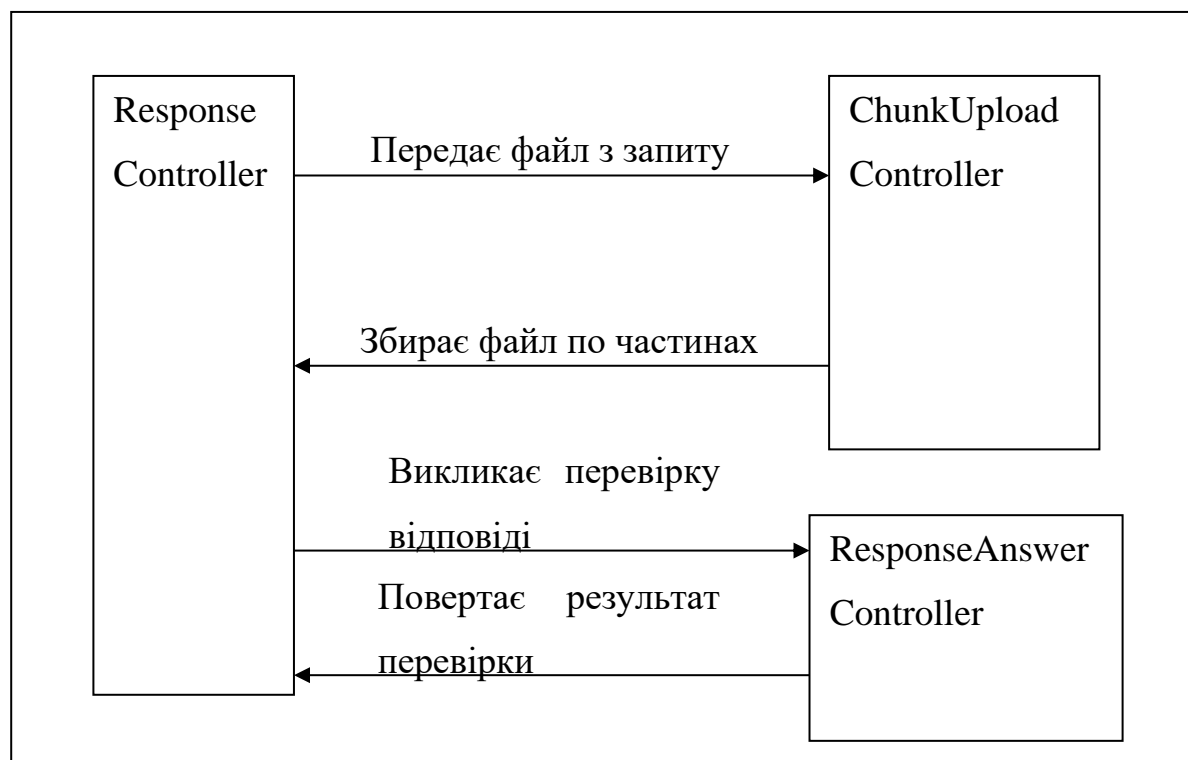 Response
Controller
Передає файл з запиту
ChunkUpload
Controller
Збирає файл по частинах
Викликає перевірку
відповіді
Повертає результат
перевірки
ResponseAnswer
Controller